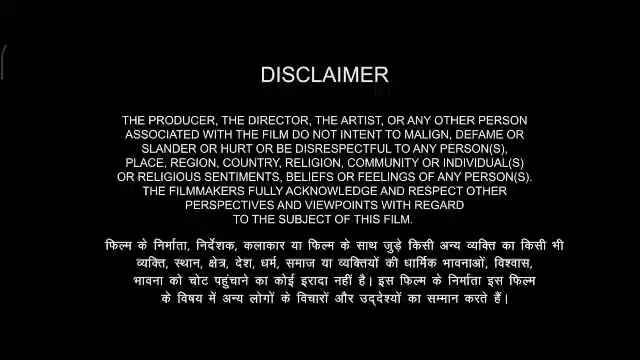 DISCLAIMER
THE PRODUCER, THE DIRECTOR, THE ARTIST, OR ANY OTHER PERSON
ASSOCIATED WITH THE FILM DO NOT INTENT TO MALIGN, DEFAME OR
SLANDER OR HURT OR BE DISRESPECTFUL TO ANY PERSON(S),
PLACE, REGION, COUNTRY, RELIGION, COMMUNITY OR INDIVIDUAL(S)
OR RELIGIOUS SENTIMENTS, BELIEFS OR FEELINGS OF ANY PERSON(S).
THE FILMMAKERS FULLY ACKNOWLEDGE AND RESPECT OTHER
PERSPECTIVES AND VIEWPOINTS WITH REGARD
TO THE SUBJECT OF THIS FILM.
फिल्म के निर्माता, निर्देशक, कलाकार या फिल्म के साथ जुड़े किसी अन्य व्यक्ति का किसी भी
व्यक्ति, स्थान, क्षेत्र, देश, धर्म, समाज या व्यक्तियों की धार्मिक भावनाओं, विश्वास,
भावना को चोट पहुंचाने का कोई इरादा नहीं है। इस फिल्म के निर्माता इस फिल्म
के विषय में अन्य लोगों के विचारों और उद्देश्यों का सम्मान करते हैं।